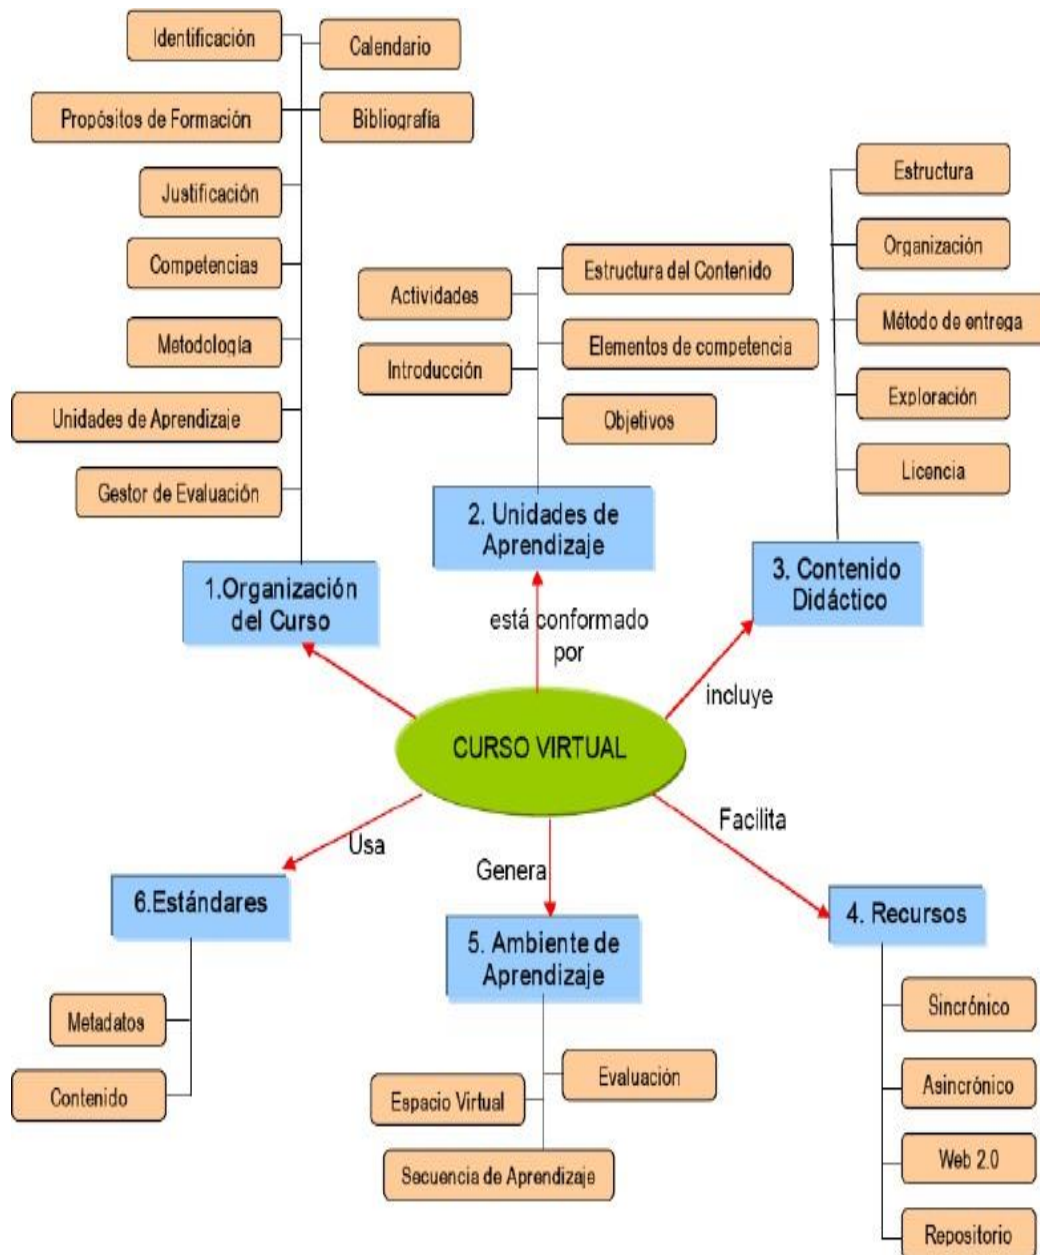 Identificación
Calendario
Propósitos de Formación
Bibliografía
Justificación
Competencias
Metodología
Unidades de Aprendizaje
Gestor de Evaluación
1.Organización
del Curso
Actividades
Estructura del Contenido
Introducción
Elementos de competencia
Objetivos
2. Unidades de
Aprendizaje
Estructura
Organización
Método de entrega
Exploración
Licencia
3. Contenido
Didáctico
está conformado
por
incluye
CURSO VIRTUAL
Usa
Genera
Facilita
6.Estándares
Metadatos
Contenido
5. Ambiente de
Aprendizaje
Evaluación
Espacio Virtual
Secuencia de Aprendizaje
4. Recursos
Sincrónico
Asincrónico
Web 2.0
Repositorio